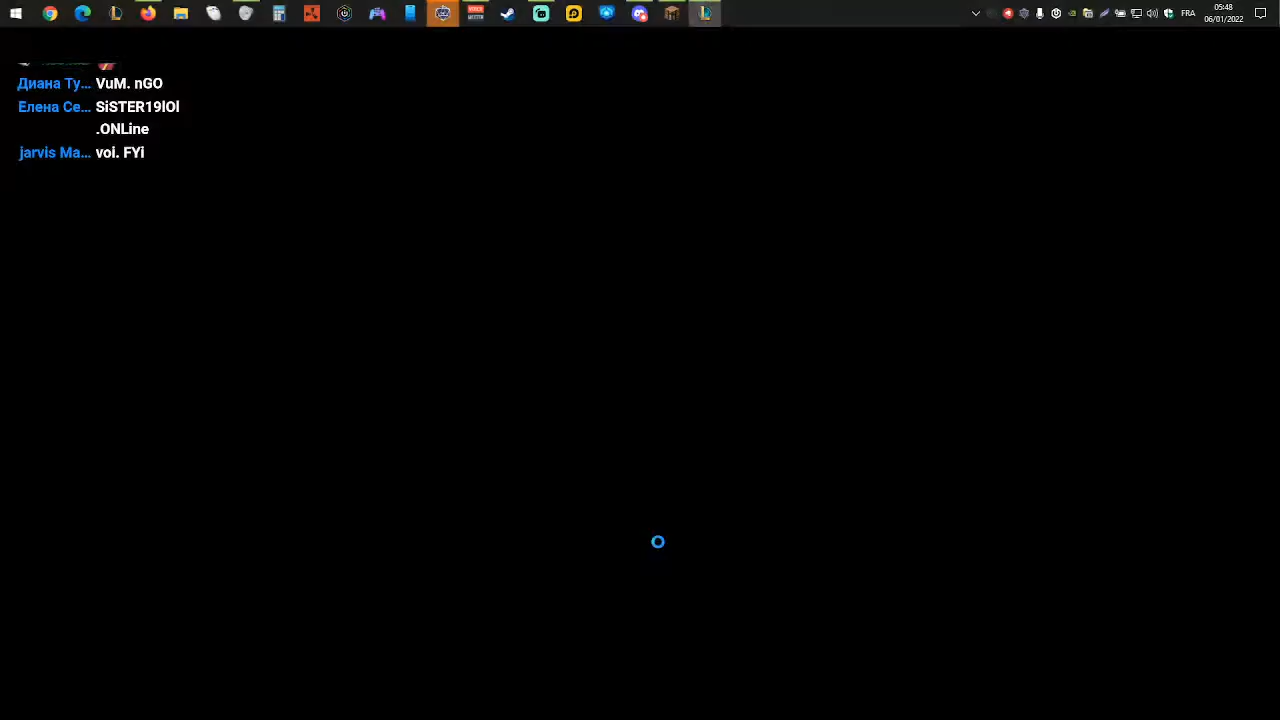 FRA
05:48
06/01/2022
Диана Ту... VuM. nGO
Елена Се... SiSTER19lOl
.ONLine
jarvis Ma... voi. FYi